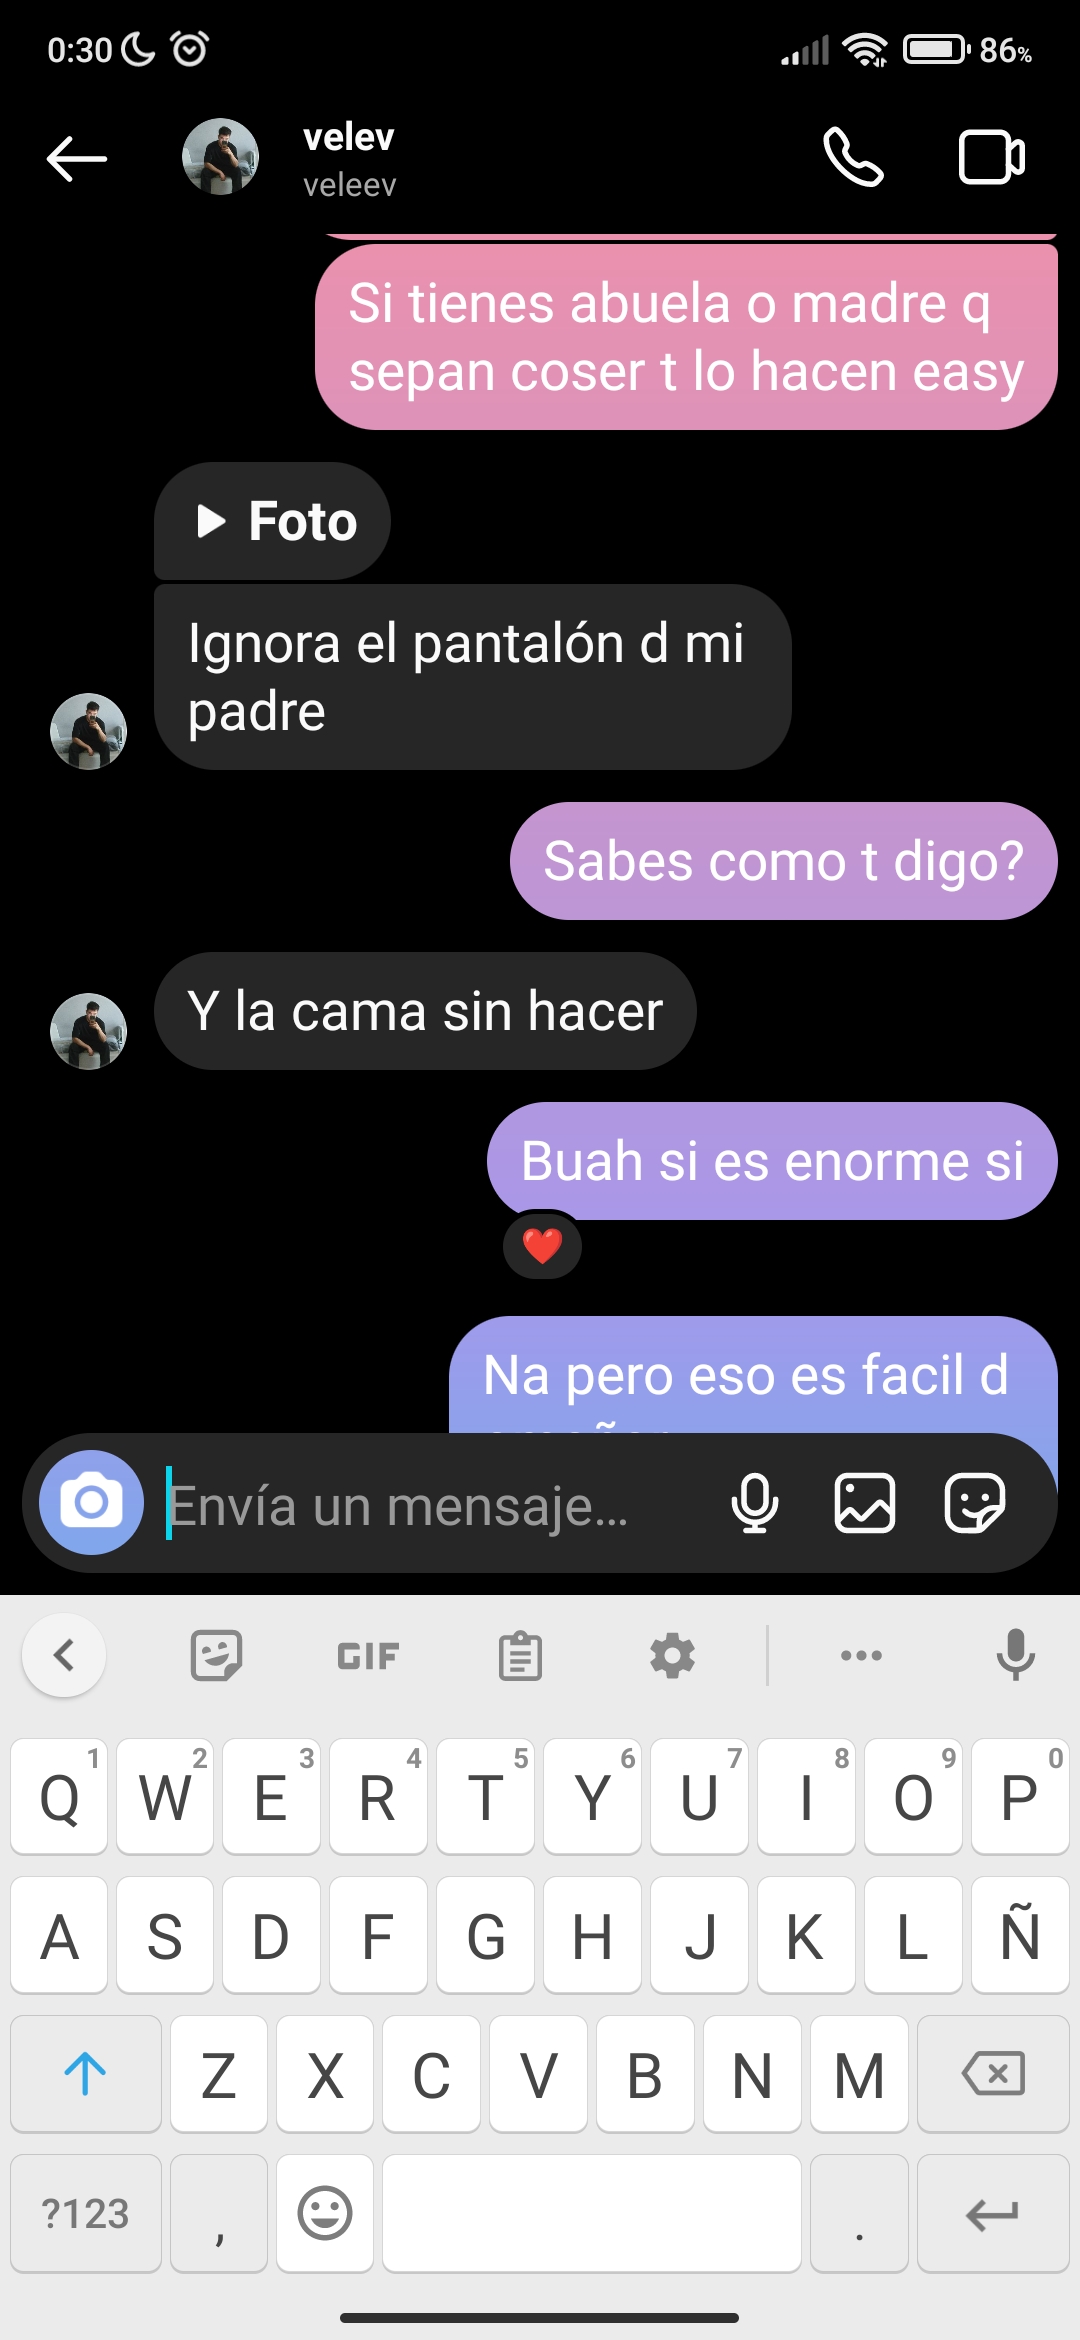 0:30
86%
velev
veleev
Si tienes abuela o madre q
sepan coser t lo hacen easy
Foto
Ignora el pantalón d mi
padre
Sabes como t digo?
Y la cama sin hacer
Buah si es enorme si
Na pero eso es facil d
Envía un mensaje...
GIF
Q 1 W 2 E 3 R 4 T 5 Y 6 U 7 I 8 O 9 P 0
A S D F G H J K L Ñ
Z X C V B N M
?123 , .